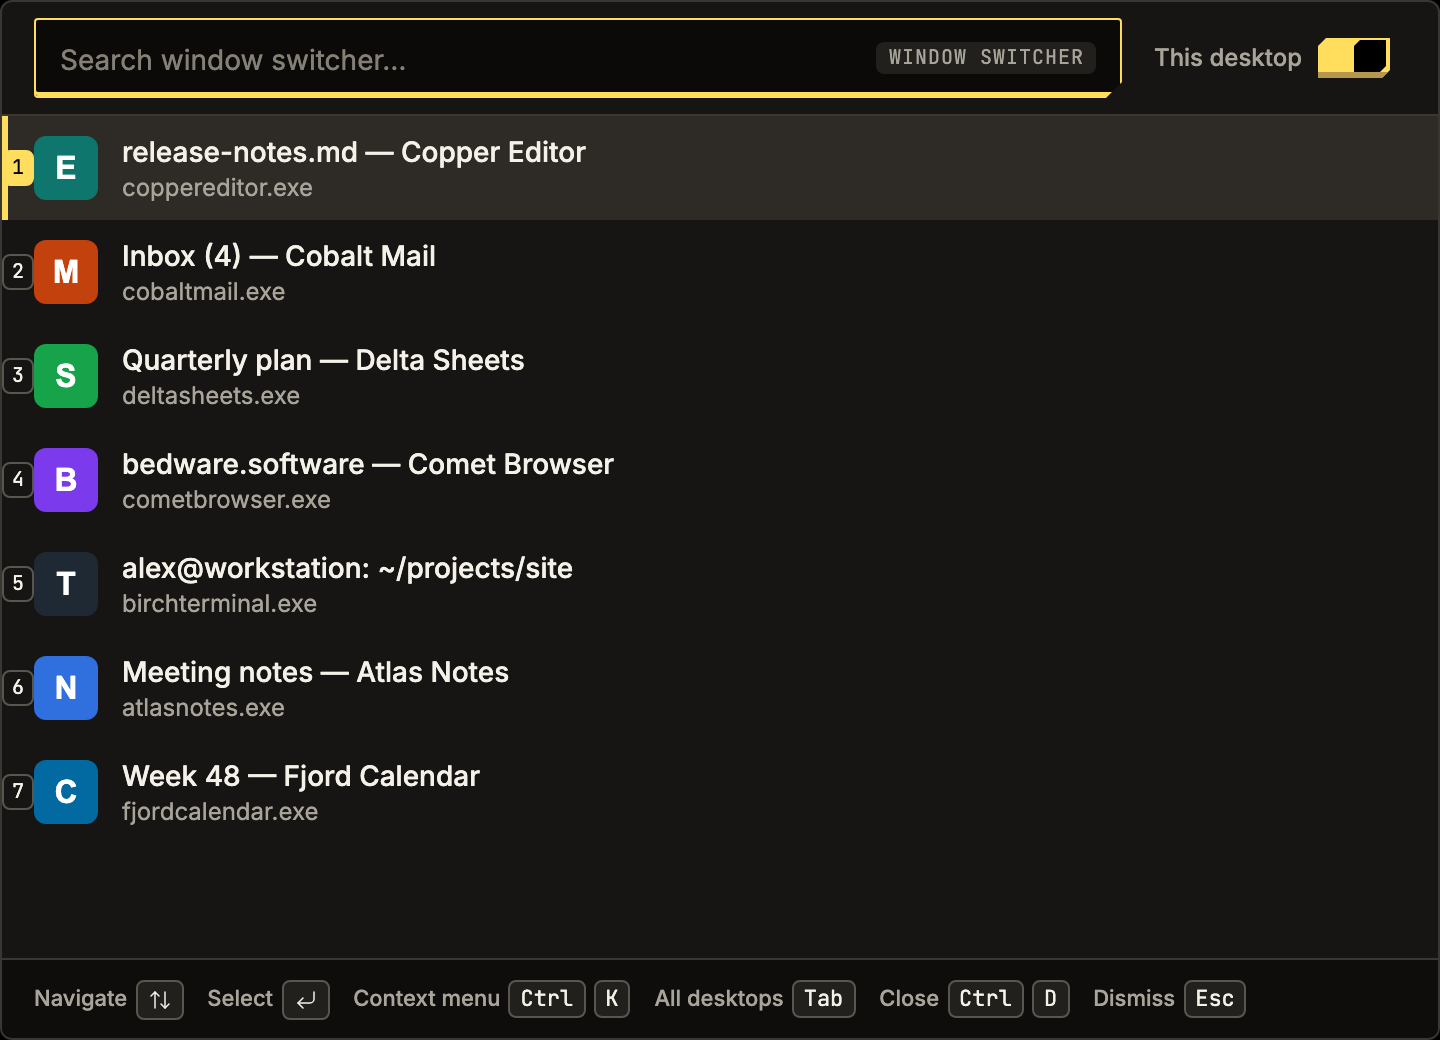 Search window switcher...
WINDOW SWITCHER
This desktop
1
E
release-notes.md — Copper Editor
coppereditor.exe
2
M
Inbox (4) — Cobalt Mail
cobaltmail.exe
3
S
Quarterly plan — Delta Sheets
deltasheets.exe
4
B
bedware.software — Comet Browser
cometbrowser.exe
5
T
alex@workstation: ~/projects/site
birchterminal.exe
6
N
Meeting notes — Atlas Notes
atlasnotes.exe
7
C
Week 48 — Fjord Calendar
fjordcalendar.exe
Navigate ↑↓ Select ↵ Context menu Ctrl K All desktops Tab Close Ctrl D Dismiss Esc